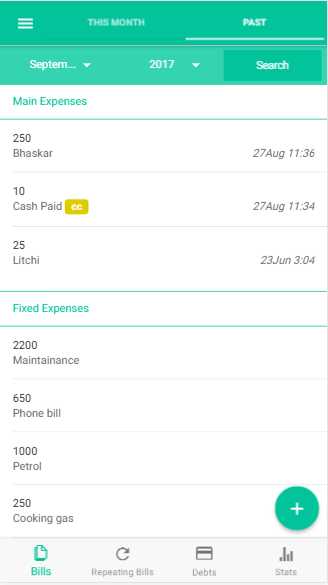 THIS MONTH PAST
Septem... 2017 Search
Main Expenses
250
Bhaskar 27Aug 11:36
10
Cash Paid cc 27Aug 11:34
25
Litchi 23Jun 3:04
Fixed Expenses
2200
Maintainance
650
Phone bill
1000
Petrol
250
Cooking gas
+
Bills Repeating Bills Debts Stats